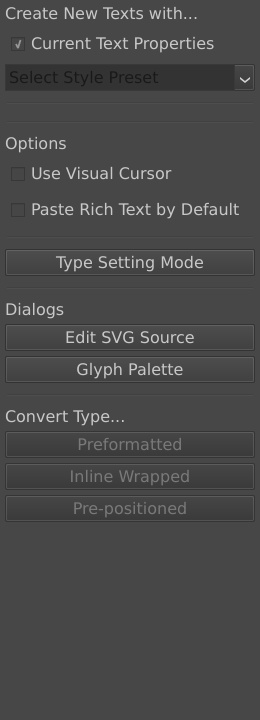 Create New Texts with...
Current Text Properties
Select Style Preset
Options
Use Visual Cursor
Paste Rich Text by Default
Type Setting Mode
Dialogs
Edit SVG Source
Glyph Palette
Convert Type...
Preformatted
Inline Wrapped
Pre-positioned